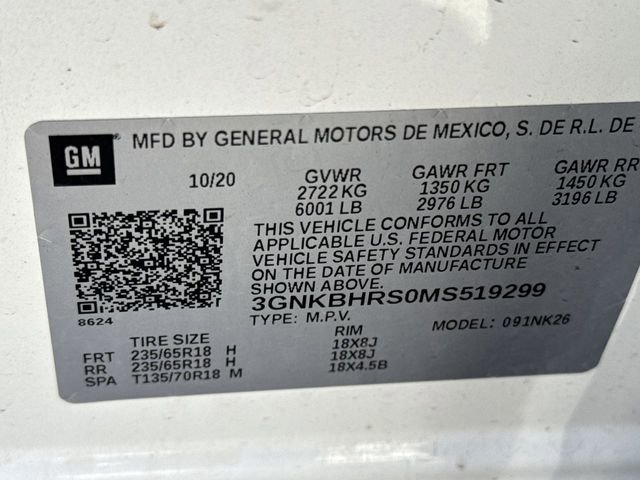 GM
MFD BY GENERAL MOTORS DE MEXICO, S. DE R.L. DE
10/20 GVWR GAWR FRT GAWR RR
2722 KG 1350 KG 1450 KG
6001 LB 2976 LB 3196 LB
THIS VEHICLE CONFORMS TO ALL
APPLICABLE U.S. FEDERAL MOTOR
VEHICLE SAFETY STANDARDS IN EFFECT
ON THE DATE OF MANUFACTURE SHOWN ABOVE.
3GNKBHRS0MS519299
8624 TYPE: M.P.V. MODEL: 091NK26
TIRE SIZE RIM
FRT 235/65R18 H 18X8J
RR 235/65R18 H 18X8J
SPA T135/70R18 M 18X4.5B